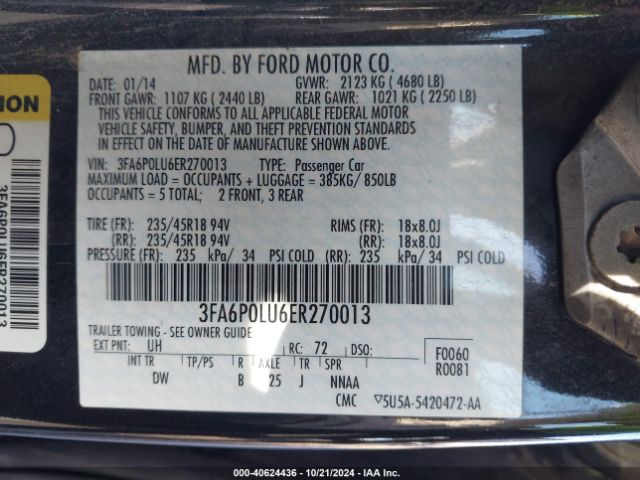 MFD. BY FORD MOTOR CO.
DATE: 01/14 GVWR: 2123 KG ( 4680 LB)
FRONT GAWR: 1107 KG ( 2440 LB) REAR GAWR: 1021 KG ( 2250 LB)
THIS VEHICLE CONFORMS TO ALL APPLICABLE FEDERAL MOTOR
VEHICLE SAFETY, BUMPER, AND THEFT PREVENTION STANDARDS
IN EFFECT ON THE DATE OF MANUFACTURE SHOWN ABOVE.
VIN: 3FA6P0LU6ER270013 TYPE: Passenger Car
MAXIMUM LOAD = OCCUPANTS + LUGGAGE = 385KG/ 850LB
OCCUPANTS = 5 TOTAL; 2 FRONT, 3 REAR
TIRE (FR): 235/45R18 94V RIMS (FR): 18x8.0J
(RR): 235/45R18 94V (RR): 18x8.0J
PRESSURE (FR): 235 kPa/ 34 PSI COLD (RR): 235 kPa/ 34 PSI COLD
3FA6P0LU6ER270013
TRAILER TOWING - SEE OWNER GUIDE
EXT PNT: UH RC: 72 DSO: F0060
R0081
INT TR TP/PS R AXLE TR SPR
DW B 25 J NNAA
CMC 5U5A-5420472-AA
NION
3FA6P0LU6ER270013
000-40624436 - 10/21/2024 - IAA Inc.